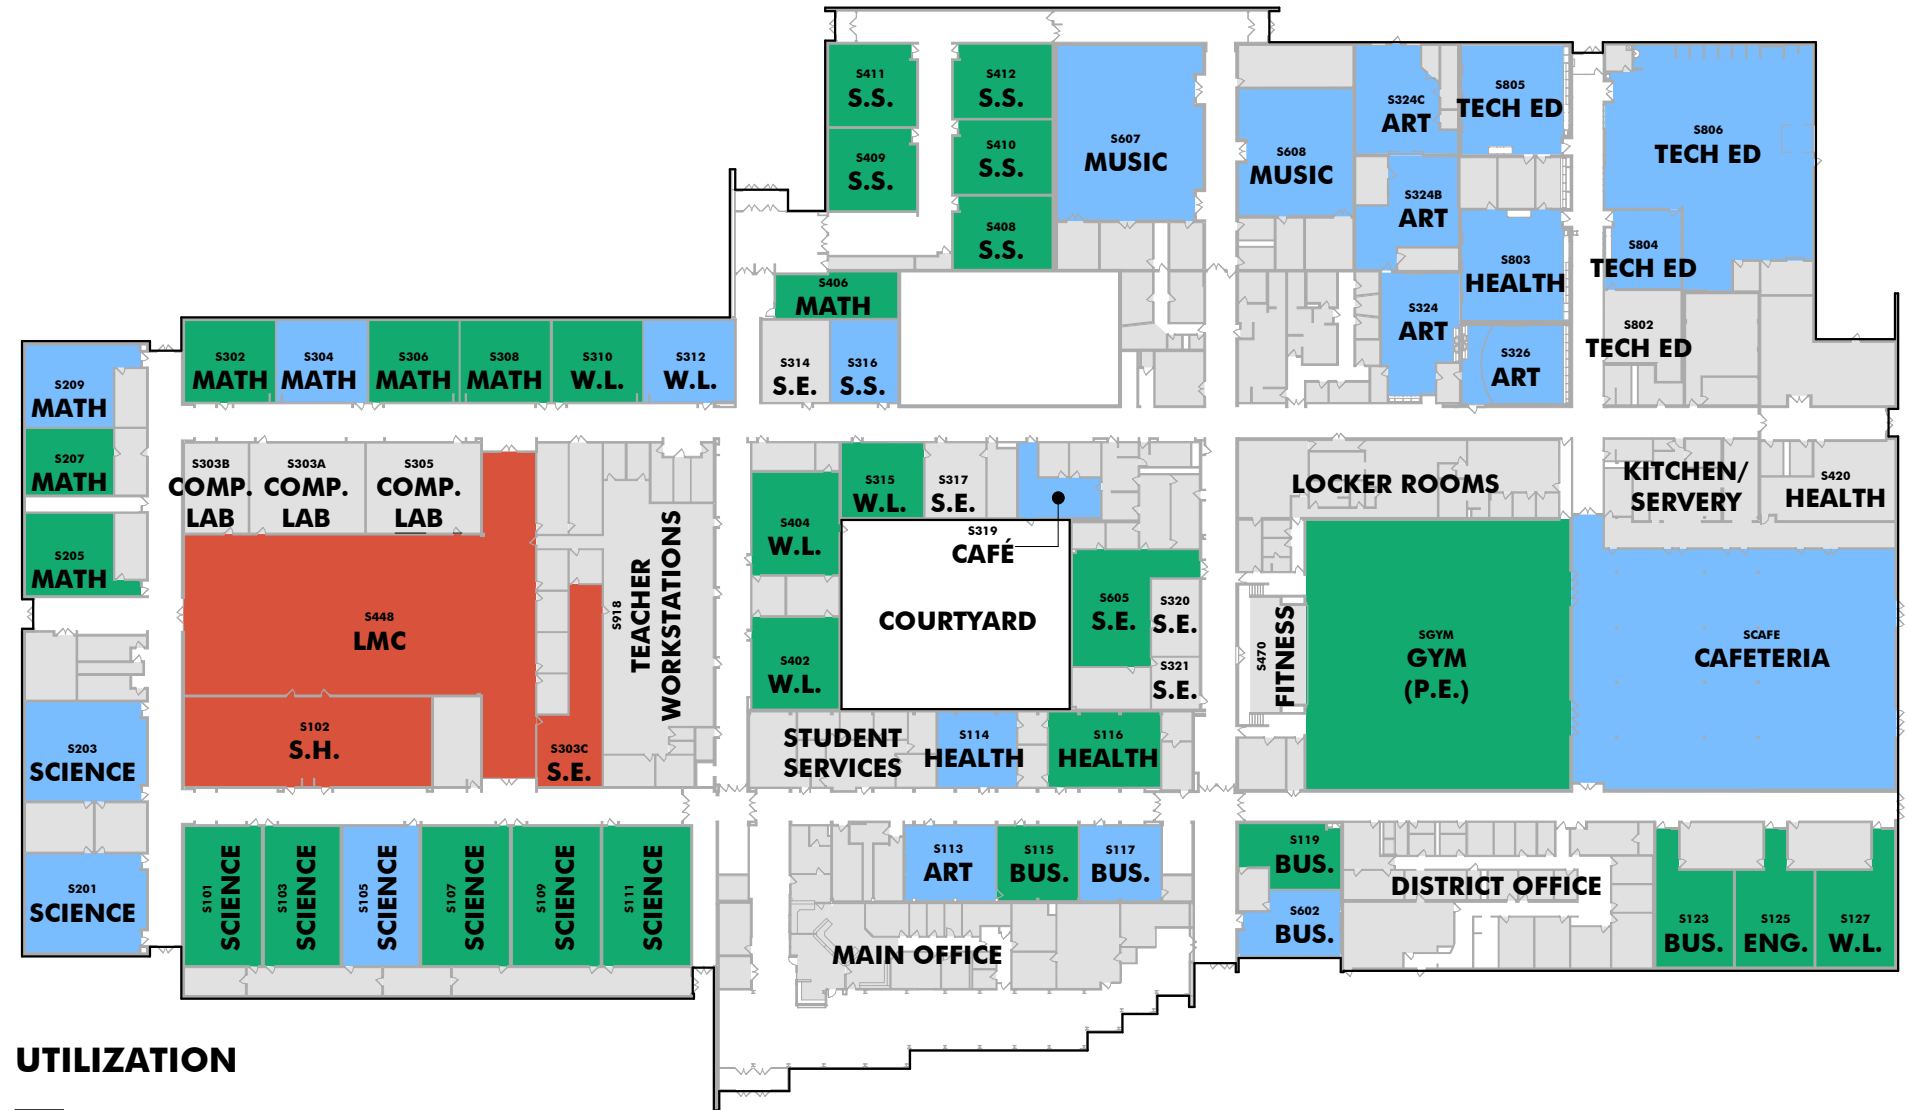 S411
S.S.
S412
S.S.
S409
S.S.
S410
S.S.
S408
S.S.
S607
MUSIC
S608
MUSIC
S324C
ART
S805
TECH ED
S806
TECH ED
S324B
ART
S803
HEALTH
S804
TECH ED
S406
MATH
S324
ART
S326
ART
S802
TECH ED
S209
MATH
S302
MATH
S304
MATH
S306
MATH
S308
MATH
S310
W.L.
S312
W.L.
S314
S.E.
S316
S.S.
S207
MATH
S205
MATH
S303B
COMP.
LAB
S303A
COMP.
LAB
S305
COMP.
LAB
S448
LMC
S102
S.H.
S303C
S.E.
S918
TEACHER
WORKSTATIONS
S404
W.L.
S315
W.L.
S317
S.E.
S319
CAFÉ
COURTYARD
S402
W.L.
S605
S.E.
S320
S.E.
S321
S.E.
LOCKER ROOMS
KITCHEN/
SERVERY
S420
HEALTH
S470
FITNESS
SGYM
GYM
(P.E.)
SCAFE
CAFETERIA
S203
SCIENCE
S201
SCIENCE
STUDENT
SERVICES
S114
HEALTH
S116
HEALTH
S101
SCIENCE
S103
SCIENCE
S105
SCIENCE
S107
SCIENCE
S109
SCIENCE
S111
SCIENCE
S113
ART
S115
BUS.
S117
BUS.
S119
BUS.
S602
BUS.
DISTRICT OFFICE
S123
BUS.
S125
ENG.
S127
W.L.
MAIN OFFICE
UTILIZATION